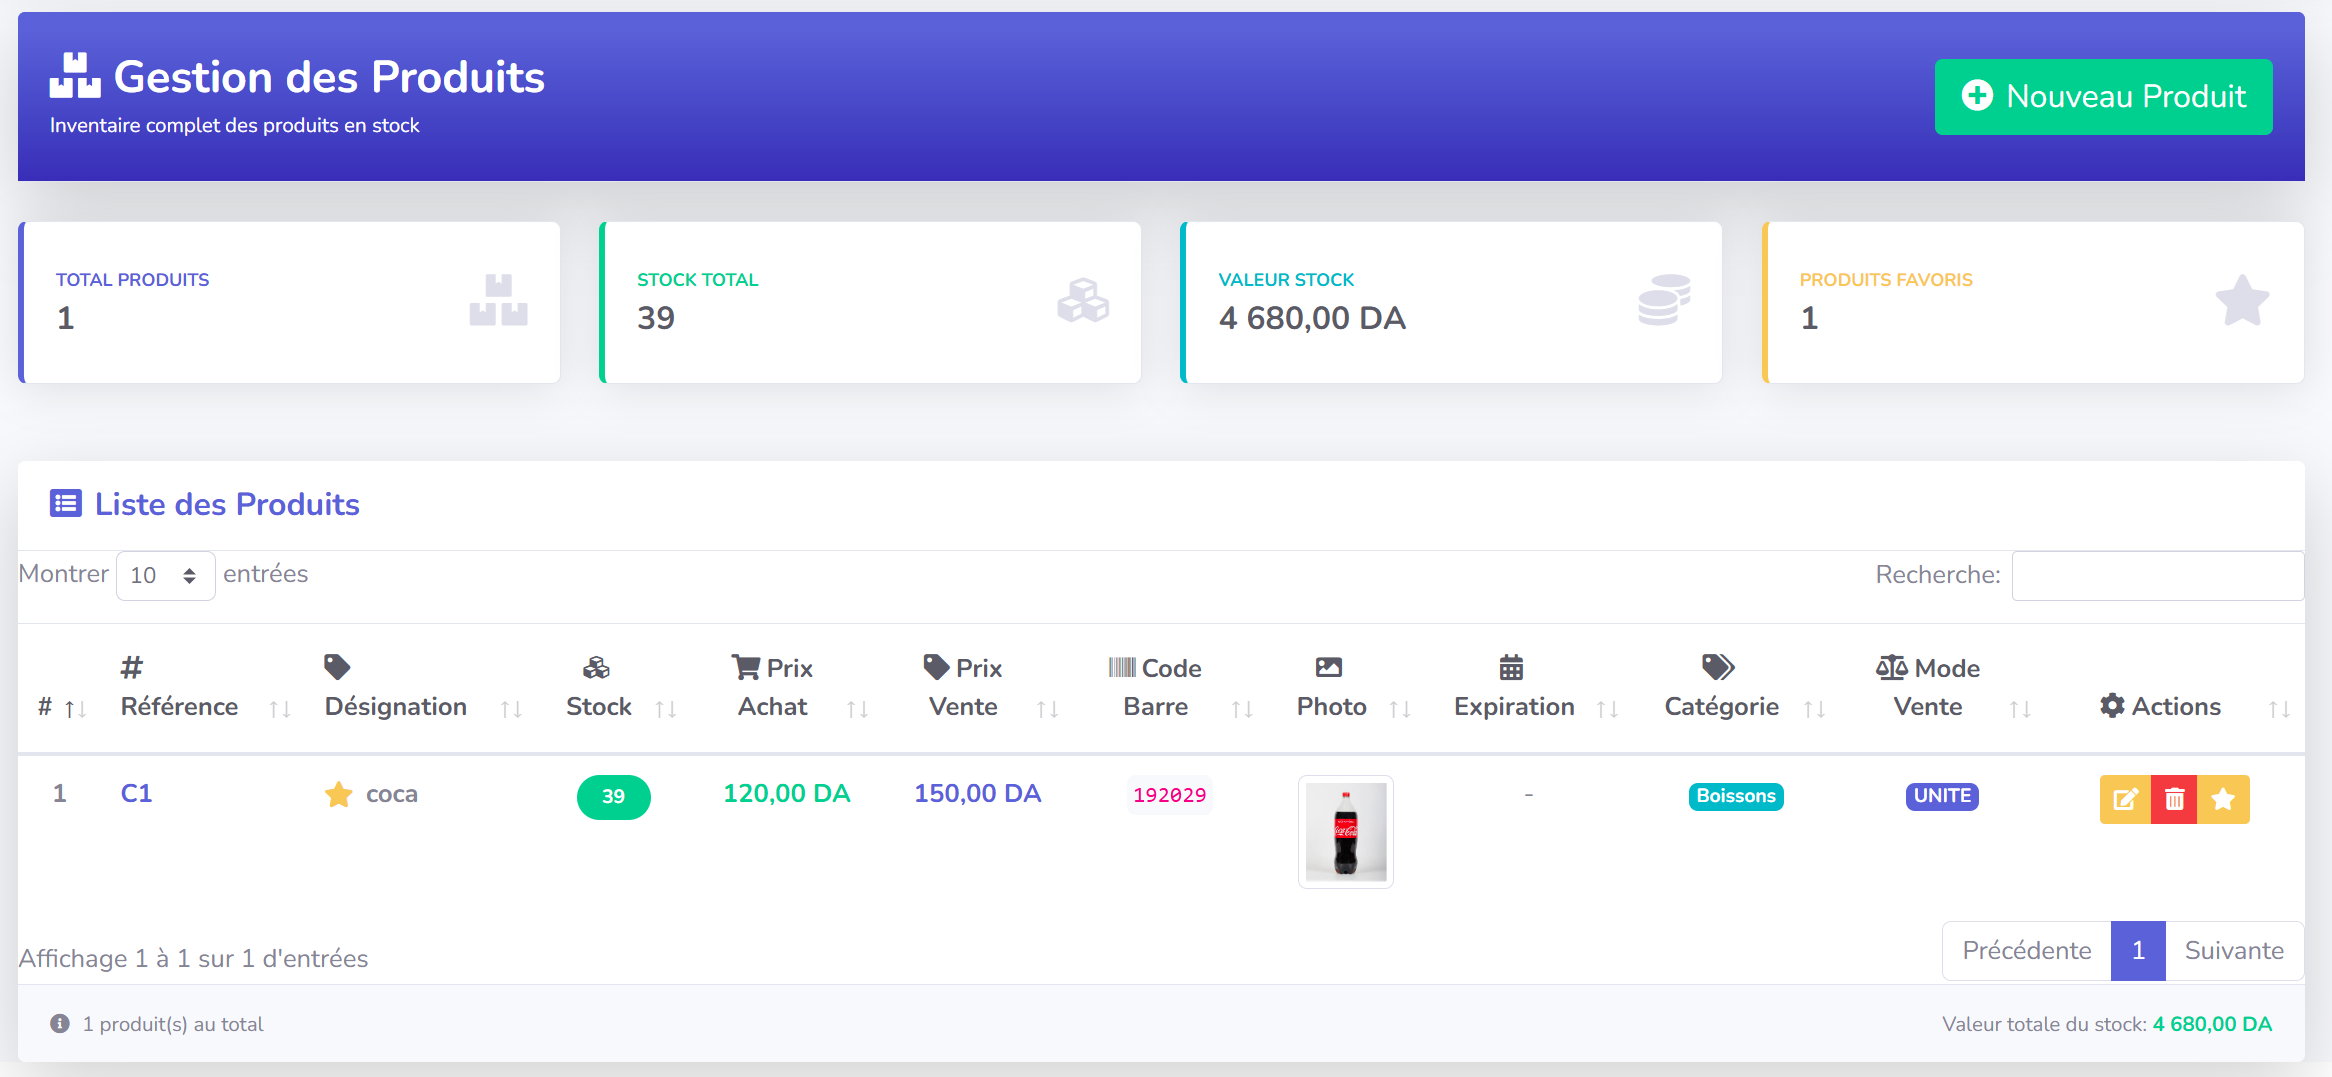 Gestion des Produits
Inventaire complet des produits en stock
Nouveau Produit
TOTAL PRODUITS
1
STOCK TOTAL
39
VALEUR STOCK
4 680,00 DA
PRODUITS FAVORIS
1
Liste des Produits
Montrer 10 entrées
Recherche:
# Référence Désignation Stock Prix Achat Prix Vente Code Barre Photo Expiration Catégorie Mode Vente Actions
1 C1 coca 39 120,00 DA 150,00 DA 192029 - Boissons UNITE
Coca-Cola
Affichage 1 à 1 sur 1 d'entrées
Précédente 1 Suivante
1 produit(s) au total
Valeur totale du stock: 4 680,00 DA